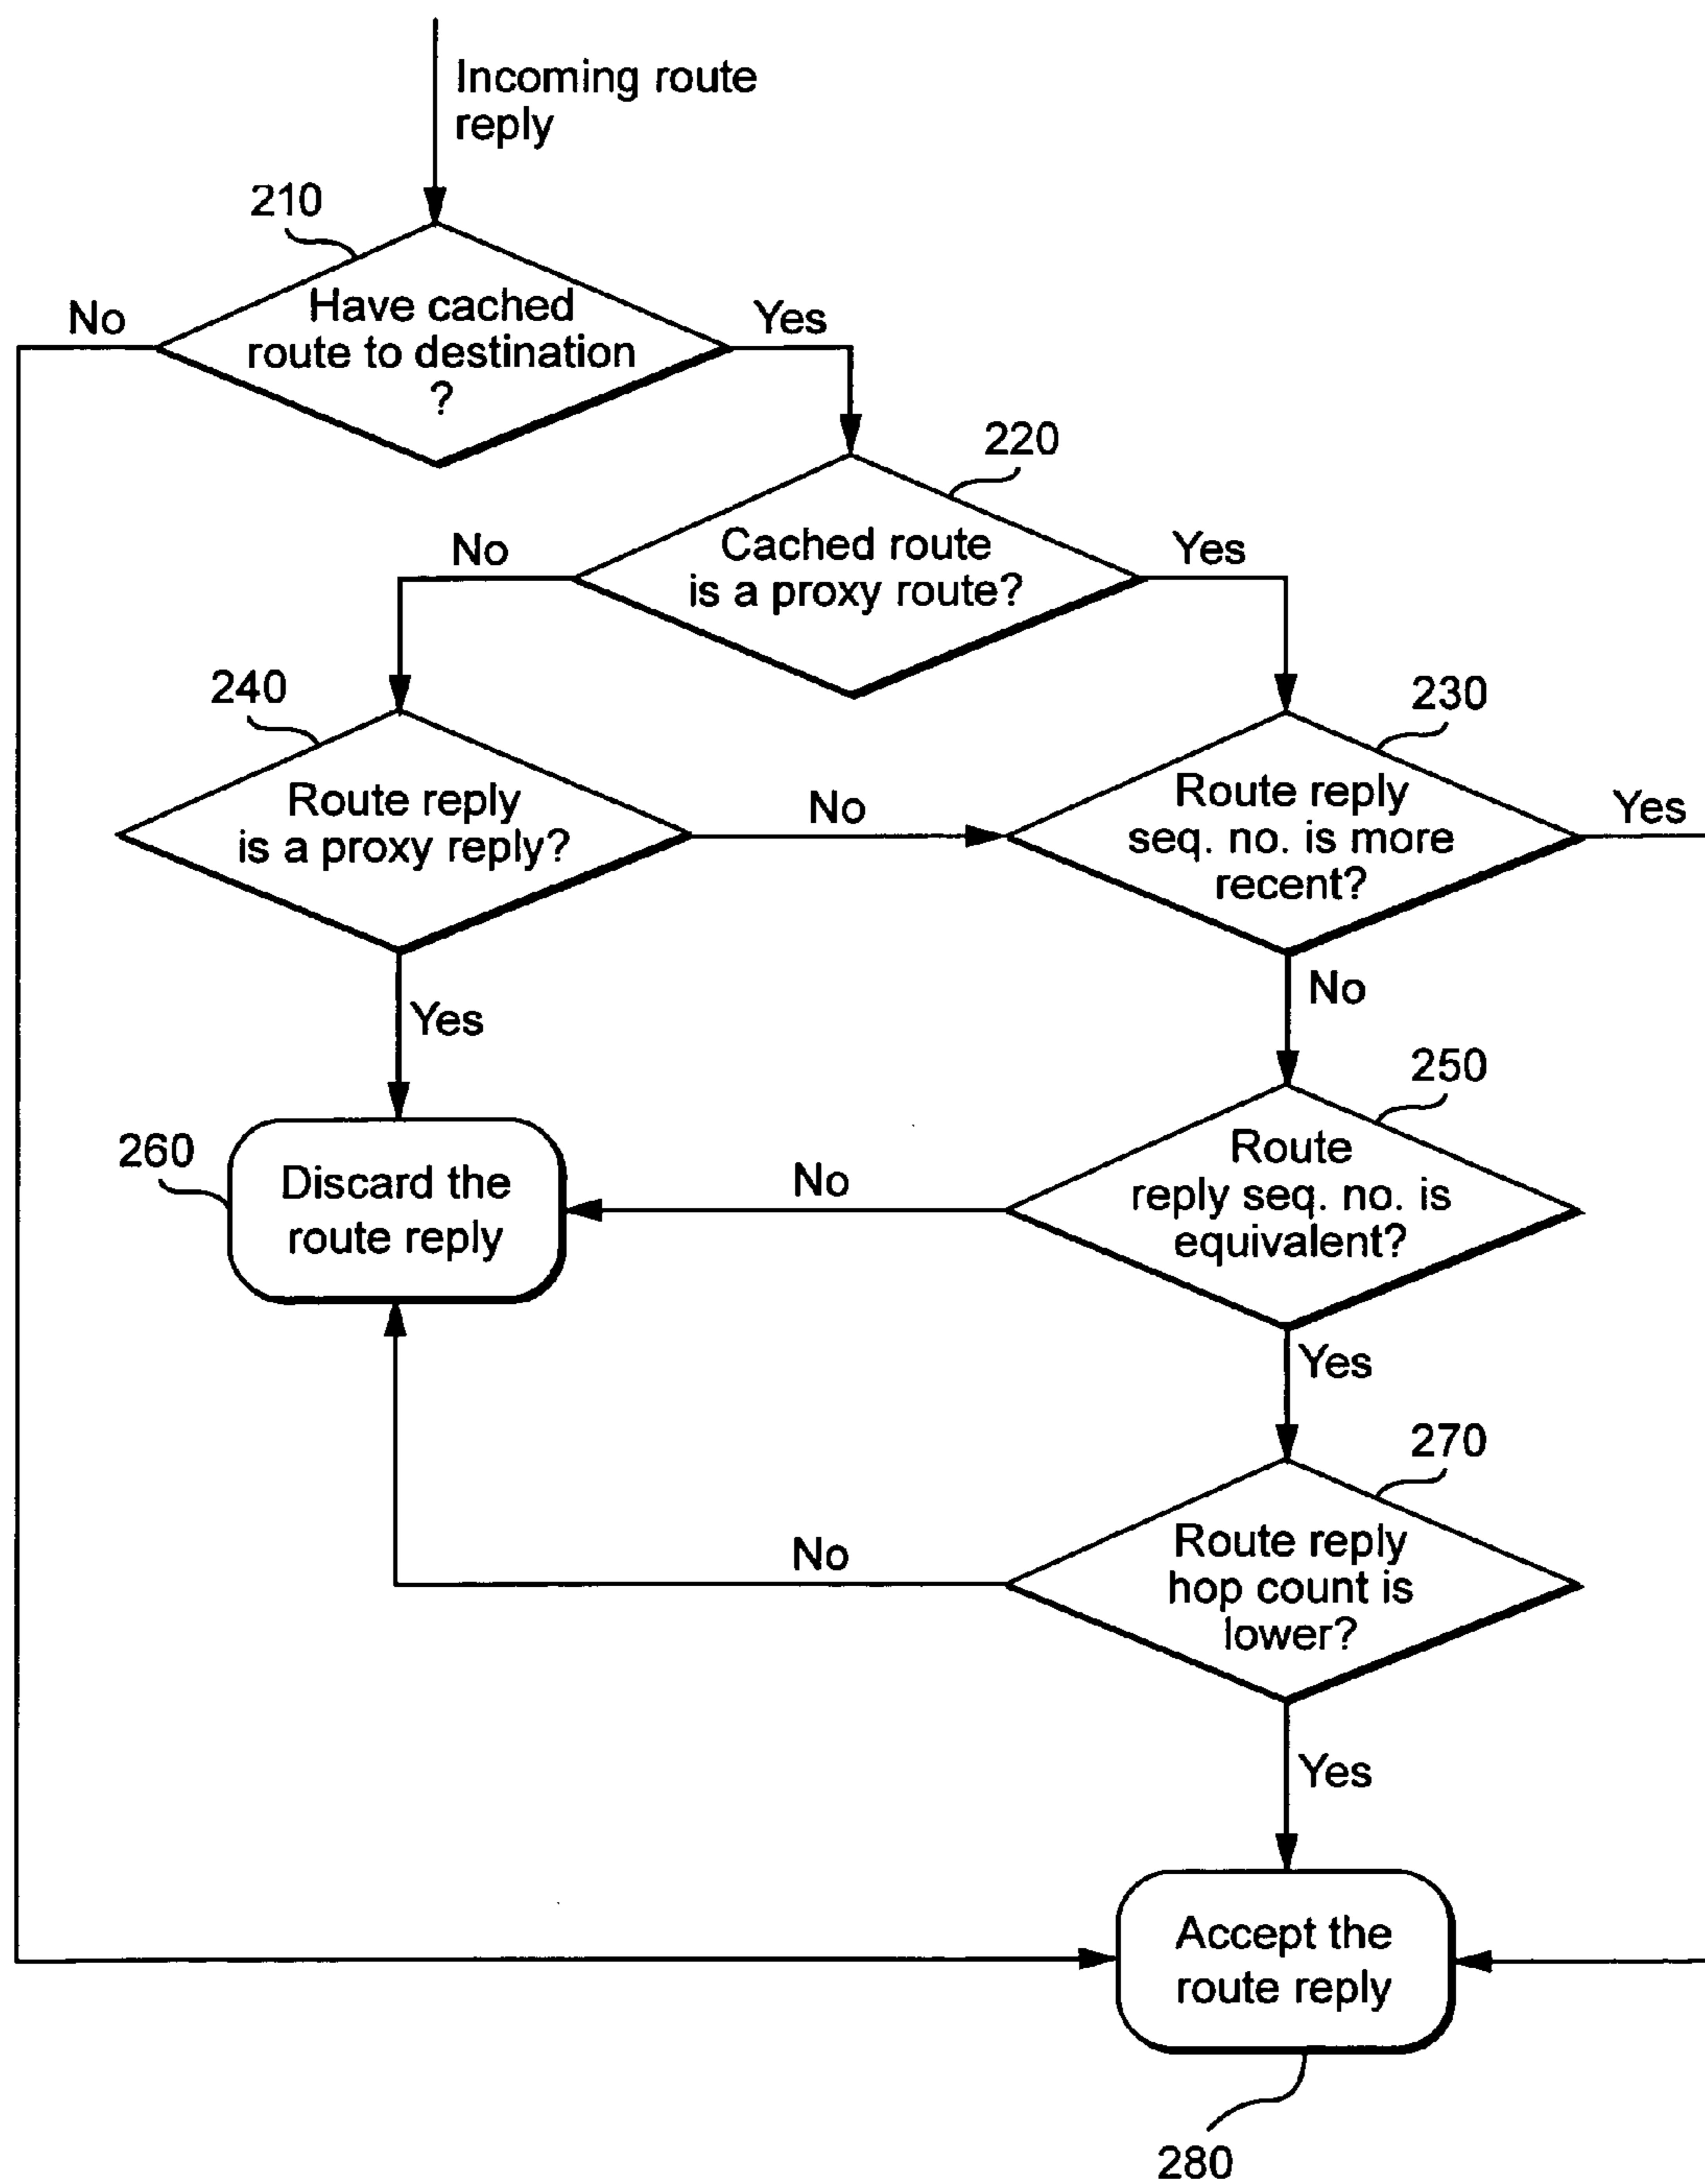 Incoming route
reply
210
No
Have cached
route to destination
?
Yes
220
No
Cached route
is a proxy route?
Yes
240
230
Route reply
is a proxy reply?
No
Route reply
seq. no. is more
recent?
Yes
Yes
No
250
260
Discard the
route reply
No
Route
reply seq. no. is
equivalent?
Yes
270
No
Route reply
hop count is
lower?
Yes
Accept the
route reply
280